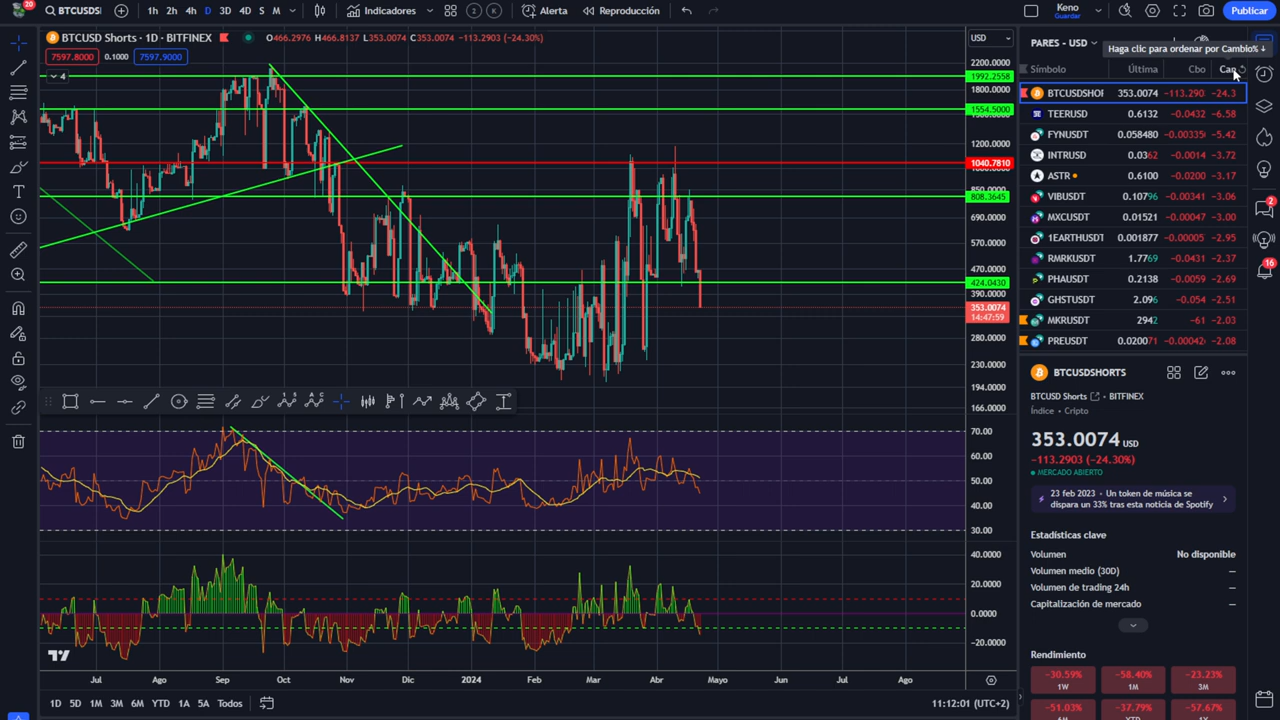 20
BTCUSDS
1h 2h 4h D 3D 4D S M
Indicadores
Alerta
Reproducción
Keno
Guardar
Publicar
BTCUSD Shorts · 1D · BITFINEX
O466.2976 H466.8137 L353.0074 C353.0074 −113.2903 (−24.30%)
USD
7597.8000 0.1000 7597.9000
4
2200.0000
1992.2558
1800.0000
1554.5000
1200.0000
1040.7810
808.3645
690.0000
570.0000
470.0000
424.0430
390.0000
353.0074
14:47:59
280.0000
230.0000
194.0000
166.0000
70.00
60.00
50.00
40.00
30.00
40.0000
20.0000
0.0000
−20.0000
Jul Ago Sep Oct Nov Dic 2024 Feb Mar Abr Mayo Jun Jul Ago
1D 5D 1M 3M 6M YTD 1A 5A Todos
11:12:01 (UTC+2)
PARES - USD
Haga clic para ordenar por Cambio% ↓
Símbolo Última Cbo Can
BTCUSDSHOF 353.0074 −113.290 −24.3
TEERUSD 0.6132 −0.0432 −6.58
FYNUSDT 0.058480 −0.00335 −5.42
INTRUSD 0.0362 −0.0014 −3.72
ASTR 0.6100 −0.0200 −3.17
VIBUSDT 0.10796 −0.00341 −3.06
MXCUSDT 0.01521 −0.00047 −3.00
1EARTHUSDT 0.001877 −0.00005 −2.95
RMRKUSDT 1.7769 −0.0431 −2.37
PHAUSDT 0.2138 −0.0059 −2.69
GHSTUSDT 2.096 −0.054 −2.51
MKRUSDT 2942 −61 −2.03
PREUSDT 0.020071 −0.00042 −2.08
2
16
BTCUSDSHORTS
BTCUSD Shorts • BITFINEX
Índice • Cripto
353.0074 USD
−113.2903 (−24.30%)
MERCADO ABIERTO
23 feb 2023 • Un token de música se
dispara un 33% tras esta noticia de Spotify
Estadísticas clave
Volumen No disponible
Volumen medio (30D) —
Volumen de trading 24h —
Capitalización de mercado —
Rendimiento
−30.59% −58.40% −23.23%
1W 1M 3M
−51.03% −37.79% −57.67%